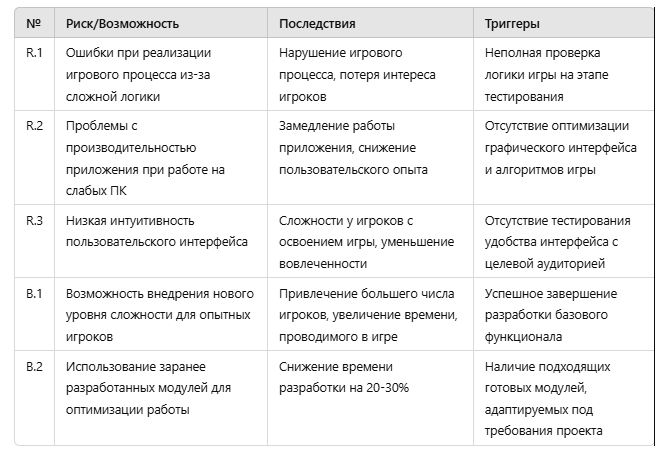 № Риск/Возможность Последствия Триггеры
R.1 Ошибки при реализации Нарушение игрового Неполная проверка
игрового процесса из-за процесса, потеря интереса логики игры на этапе
сложной логики игроков тестирования
R.2 Проблемы с Замедление работы Отсутствие оптимизации
производительностью приложения, снижение графического интерфейса
приложения при работе на пользовательского опыта и алгоритмов игры
слабых ПК
R.3 Низкая интуитивность Сложности у игроков с Отсутствие тестирования
пользовательского интерфейса освоением игры, уменьшение удобства интерфейса с
вовлеченности целевой аудиторией
B.1 Возможность внедрения нового Привлечение большего числа Успешное завершение
уровня сложности для опытных игроков, увеличение времени, разработки базового
игроков проводимого в игре функционала
B.2 Использование заранее Снижение времени Наличие подходящих
разработанных модулей для разработки на 20-30% готовых модулей,
оптимизации работы адаптируемых под
требования проекта